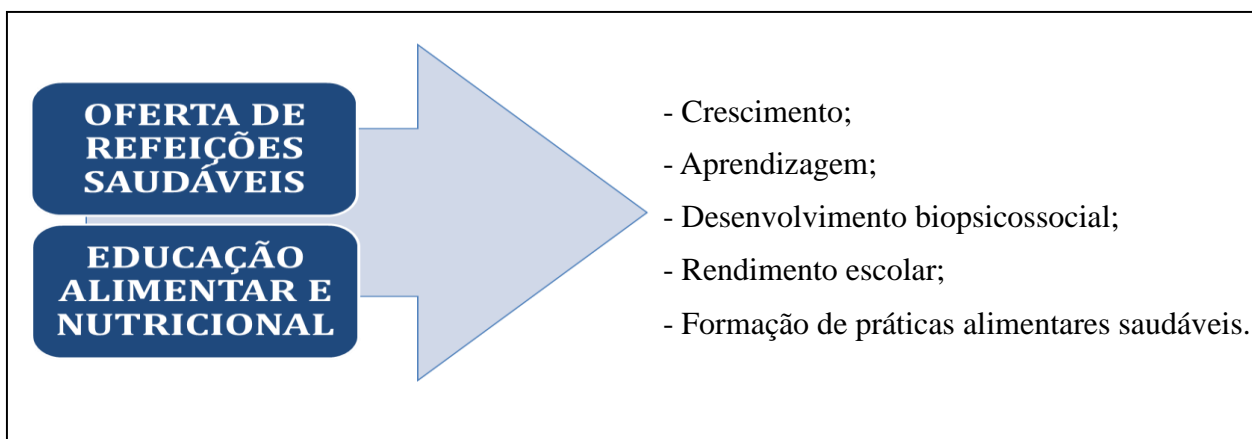 OFERTA DE
REFEIÇÕES
SAUDÁVEIS
EDUCAÇÃO
ALIMENTAR E
NUTRICIONAL
- Crescimento;
- Aprendizagem;
- Desenvolvimento biopsicossocial;
- Rendimento escolar;
- Formação de práticas alimentares saudáveis.